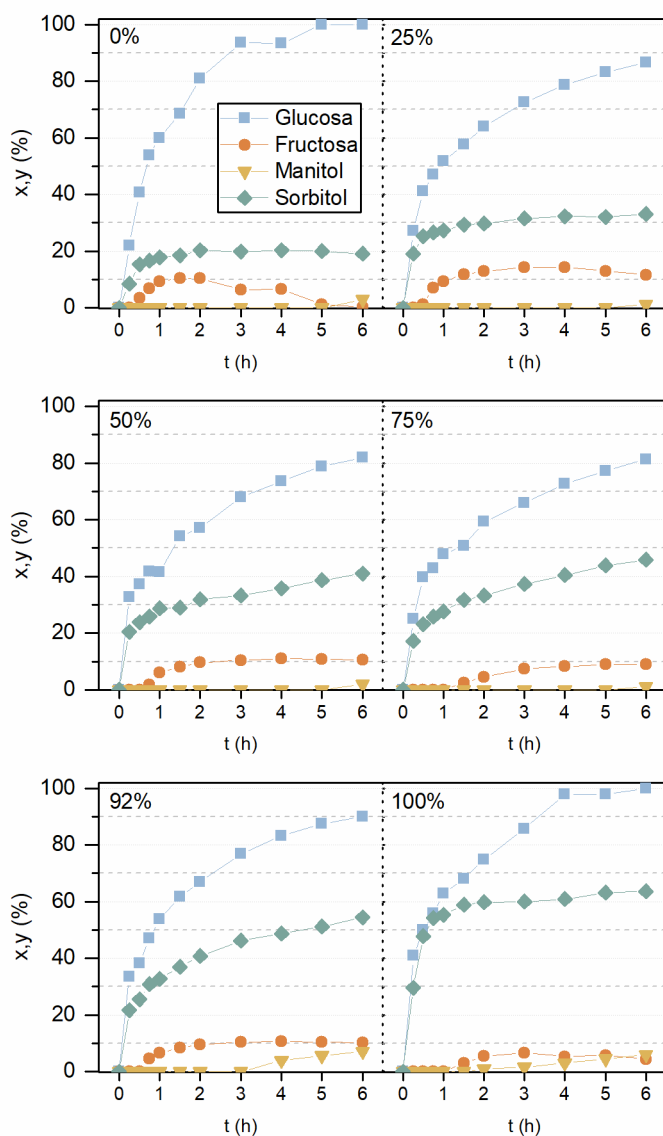 0%
25%
100
80
60
40
20
0
x,y (%)
Glucosa
Fructosa
Manitol
Sorbitol
0 1 2 3 4 5 6
0 1 2 3 4 5 6
t (h)
t (h)
50%
75%
100
80
60
40
20
0
x,y (%)
0 1 2 3 4 5 6
0 1 2 3 4 5 6
t (h)
t (h)
92%
100%
100
80
60
40
20
0
x,y (%)
0 1 2 3 4 5 6
0 1 2 3 4 5 6
t (h)
t (h)